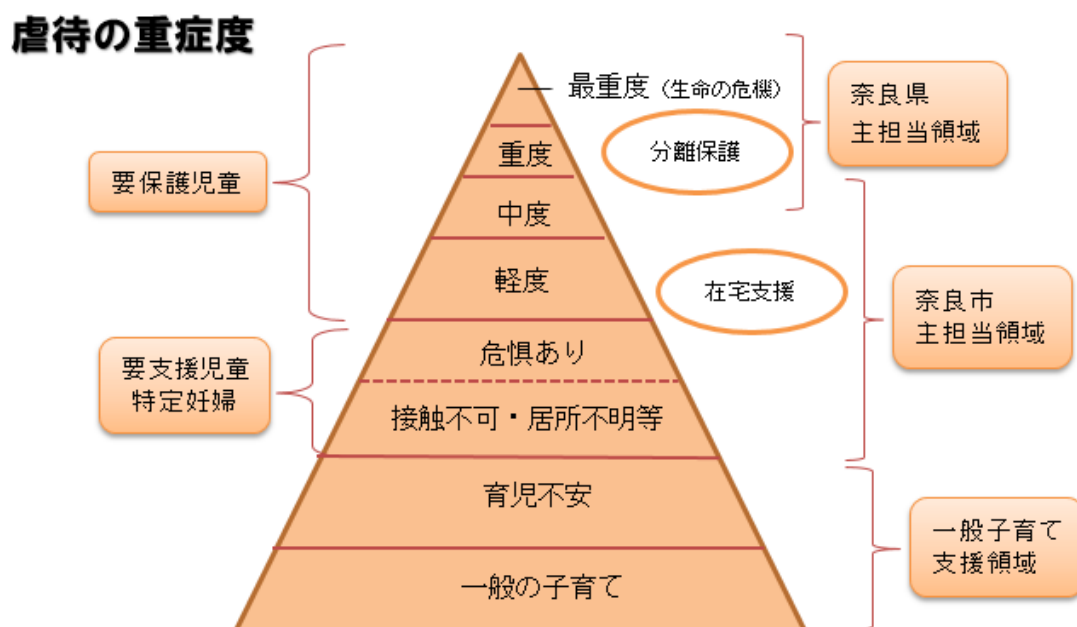 虐待の重症度
最重度（生命の危機）
奈良県
主担当領域
重度
分離保護
要保護児童
中度
軽度
在宅支援
奈良市
主担当領域
危惧あり
要支援児童
特定妊婦
接触不可・居所不明等
育児不安
一般子育て
支援領域
一般の子育て